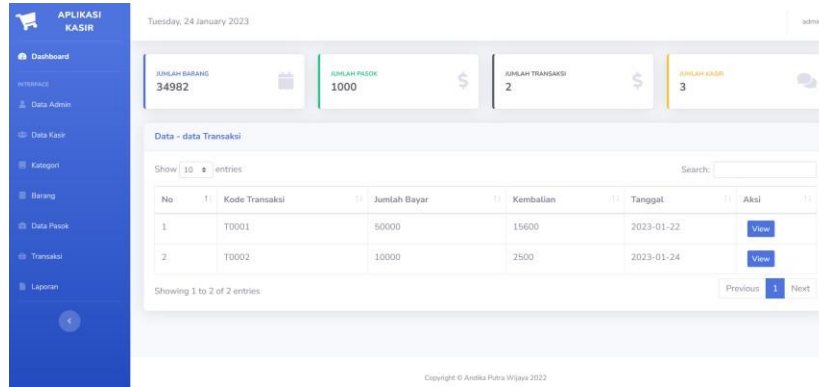 APLIKASI
KASIR
Tuesday, 24 January 2023
Dashboard
INTERFACE
Data Admin
Data Kasir
Kategori
Barang
Data Pasok
Transaksi
Laporan
JUMLAH BARANG
34982
JUMLAH PASOK
1000
JUMLAH TRANSAKSI
2
JUMLAH KASIR
3
Data - data Transaksi
Show 10 entries
Search:
No Kode Transaksi Jumlah Bayar Kembalian Tanggal Aksi
1 T0001 50000 15600 2023-01-22 View
2 T0002 10000 2500 2023-01-24 View
Showing 1 to 2 of 2 entries
Previous 1 Next
Copyright © Andika Putra Wijaya 2022